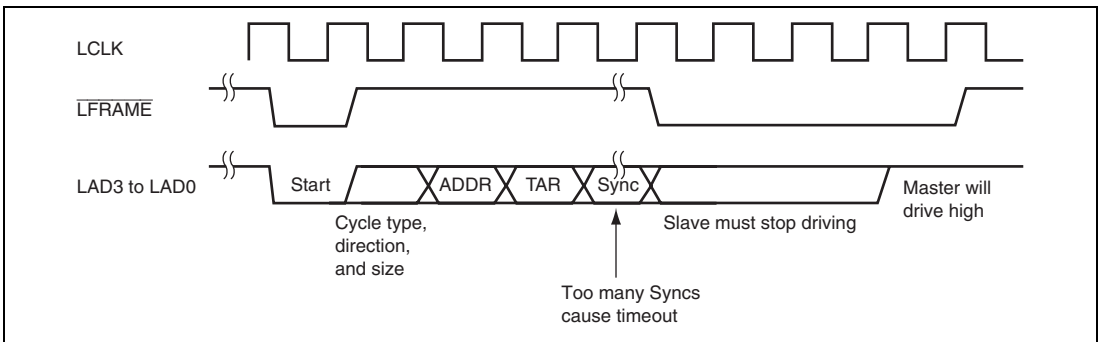 LCLK
LFRAME
LAD3 to LAD0
Start
ADDR
TAR
Sync
Cycle type,
direction,
and size
Slave must stop driving
Master will
drive high
Too many Syncs
cause timeout